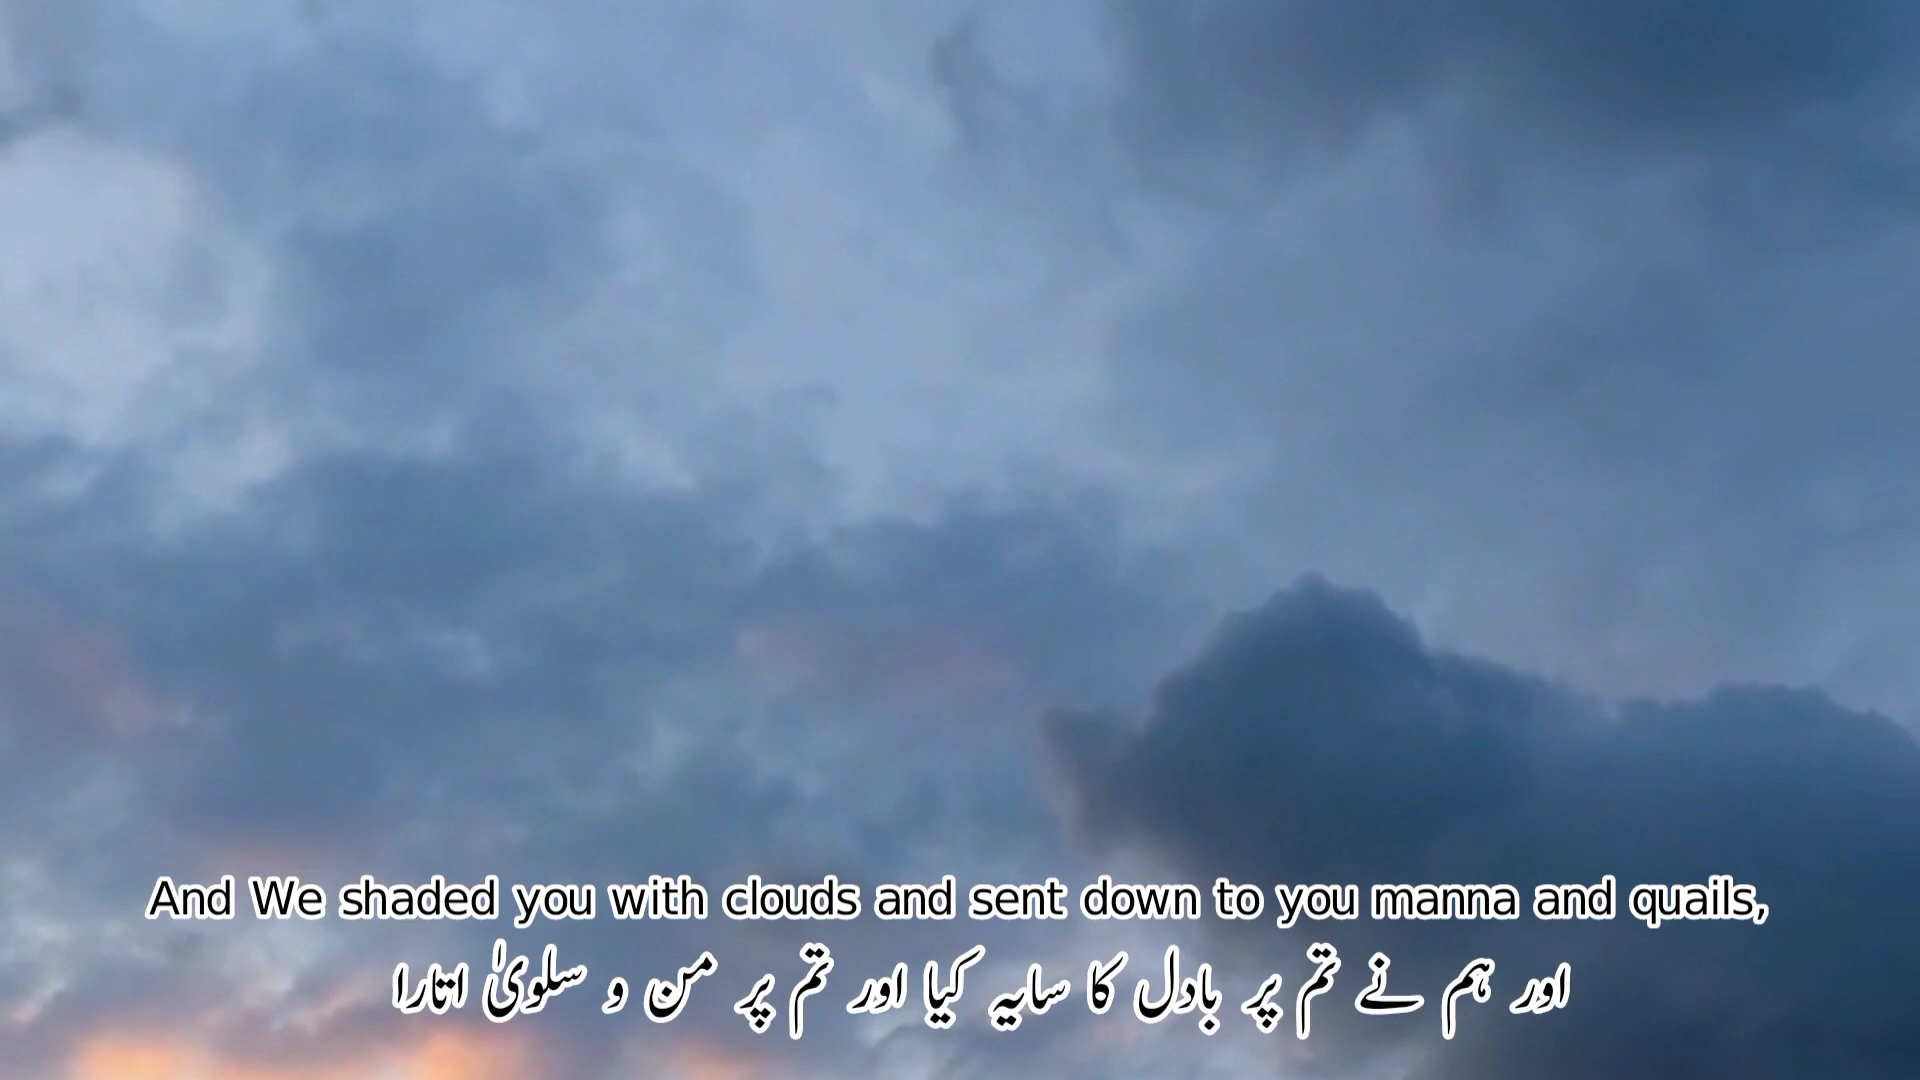 And We shaded you with clouds and sent down to you manna and quails,
اور ہم نے تم پر بادل کا سایہ کیا اور تم پر من و سلویٰ اتارا